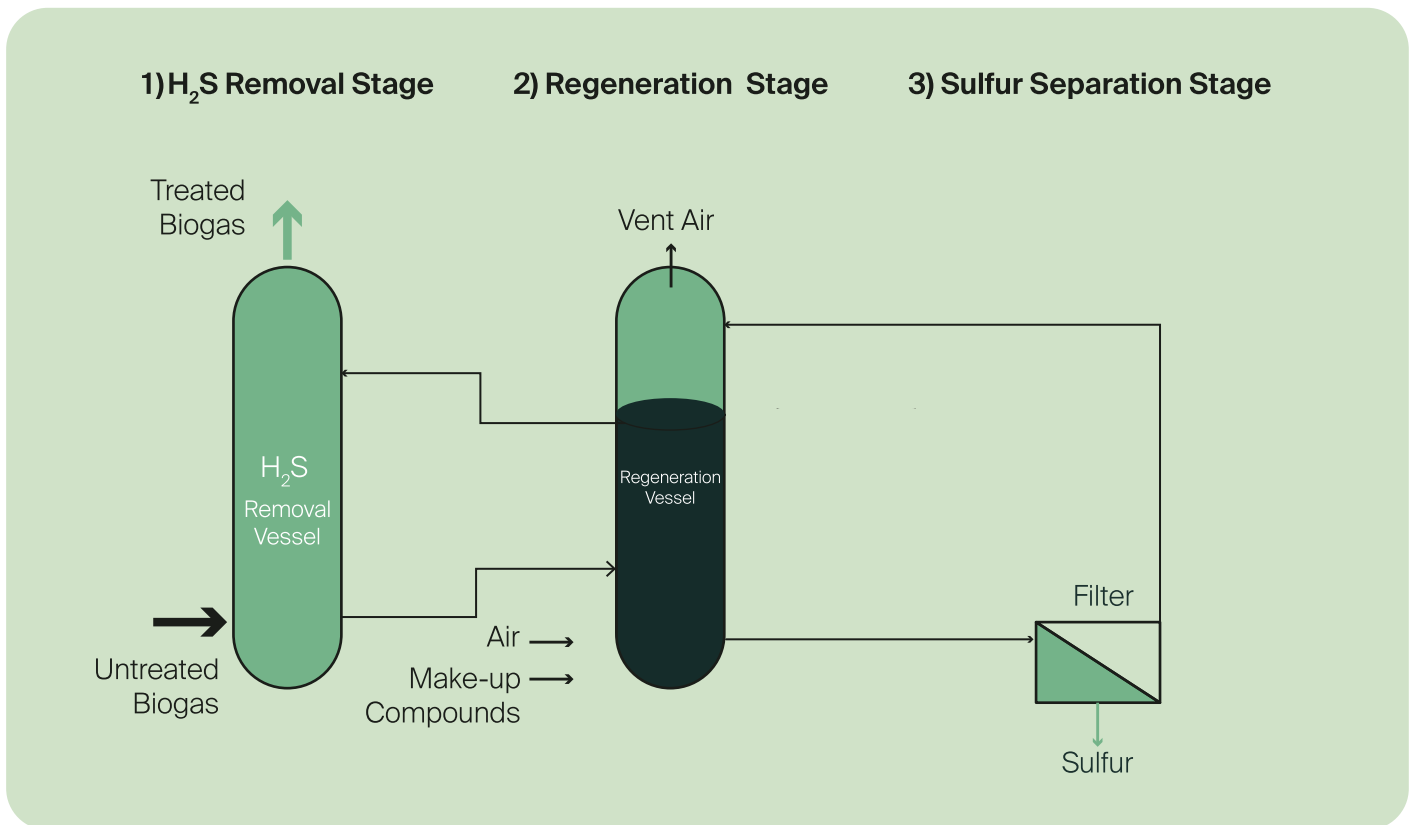 1) H₂S Removal Stage
2) Regeneration Stage
3) Sulfur Separation Stage
Treated
Biogas
Vent Air
H₂S
Removal
Vessel
Regeneration
Vessel
Untreated
Biogas
Air
Make-up
Compounds
Filter
Sulfur